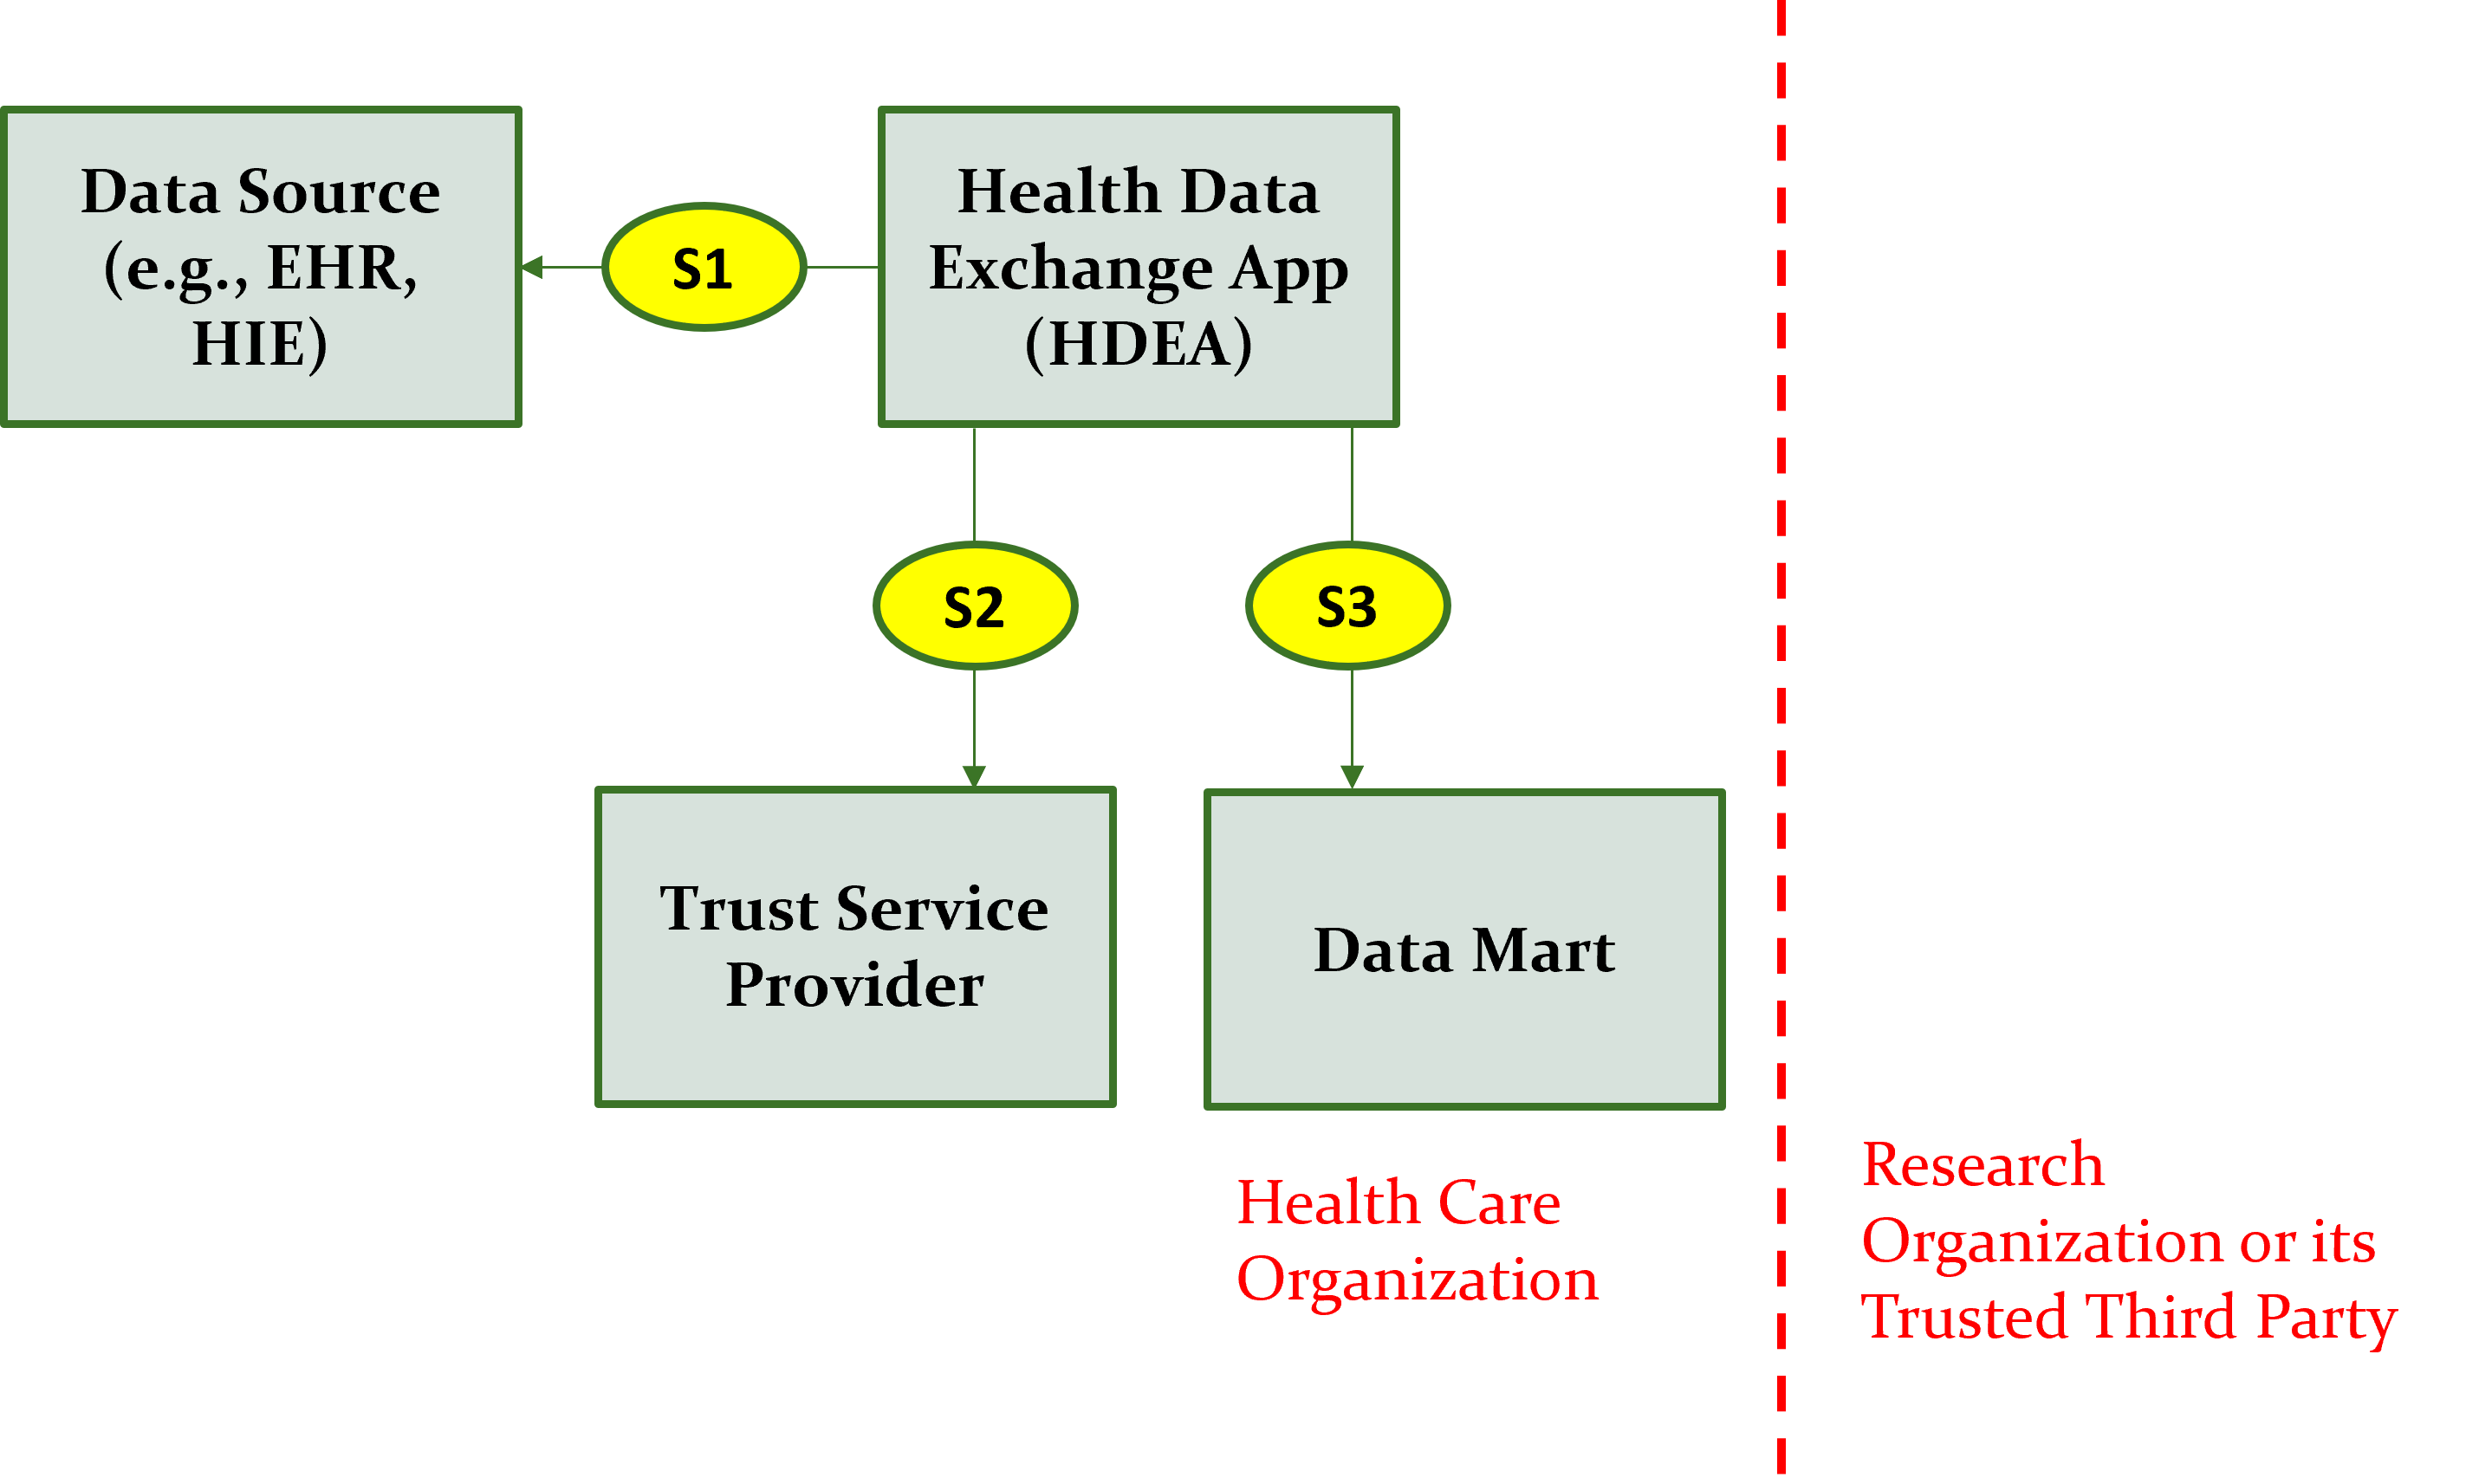 Data Source
(e.g., EHR,
HIE)
S1
Health Data
Exchange App
(HDEA)
S2
S3
Trust Service
Provider
Data Mart
Health Care
Organization
Research
Organization or its
Trusted Third Party